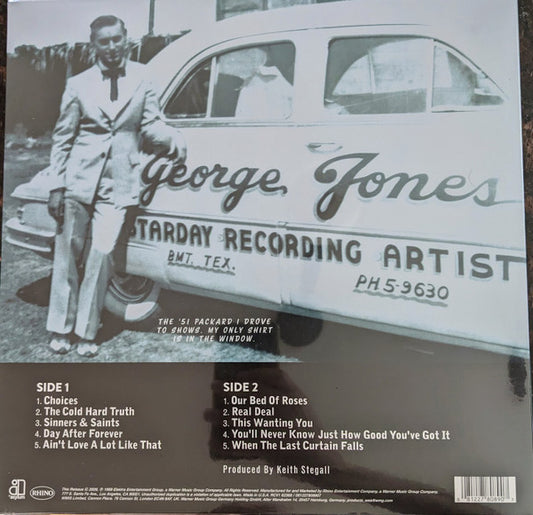 George Jones
STARDAY RECORDING ARTIST
BMT. TEX.
PH 5-9630
THE '51 PACKARD I DROVE
TO SHOWS. MY ONLY SHIRT
IS IN THE WINDOW.
SIDE 1
1. Choices
2. The Cold Hard Truth
3. Sinners & Saints
4. Day After Forever
5. Ain't Love A Lot Like That
SIDE 2
1. Our Bed Of Roses
2. Real Deal
3. This Wanting You
4. You'll Never Know Just How Good You've Got It
5. When The Last Curtain Falls
Produced By Keith Stegall
asylum
RHINO